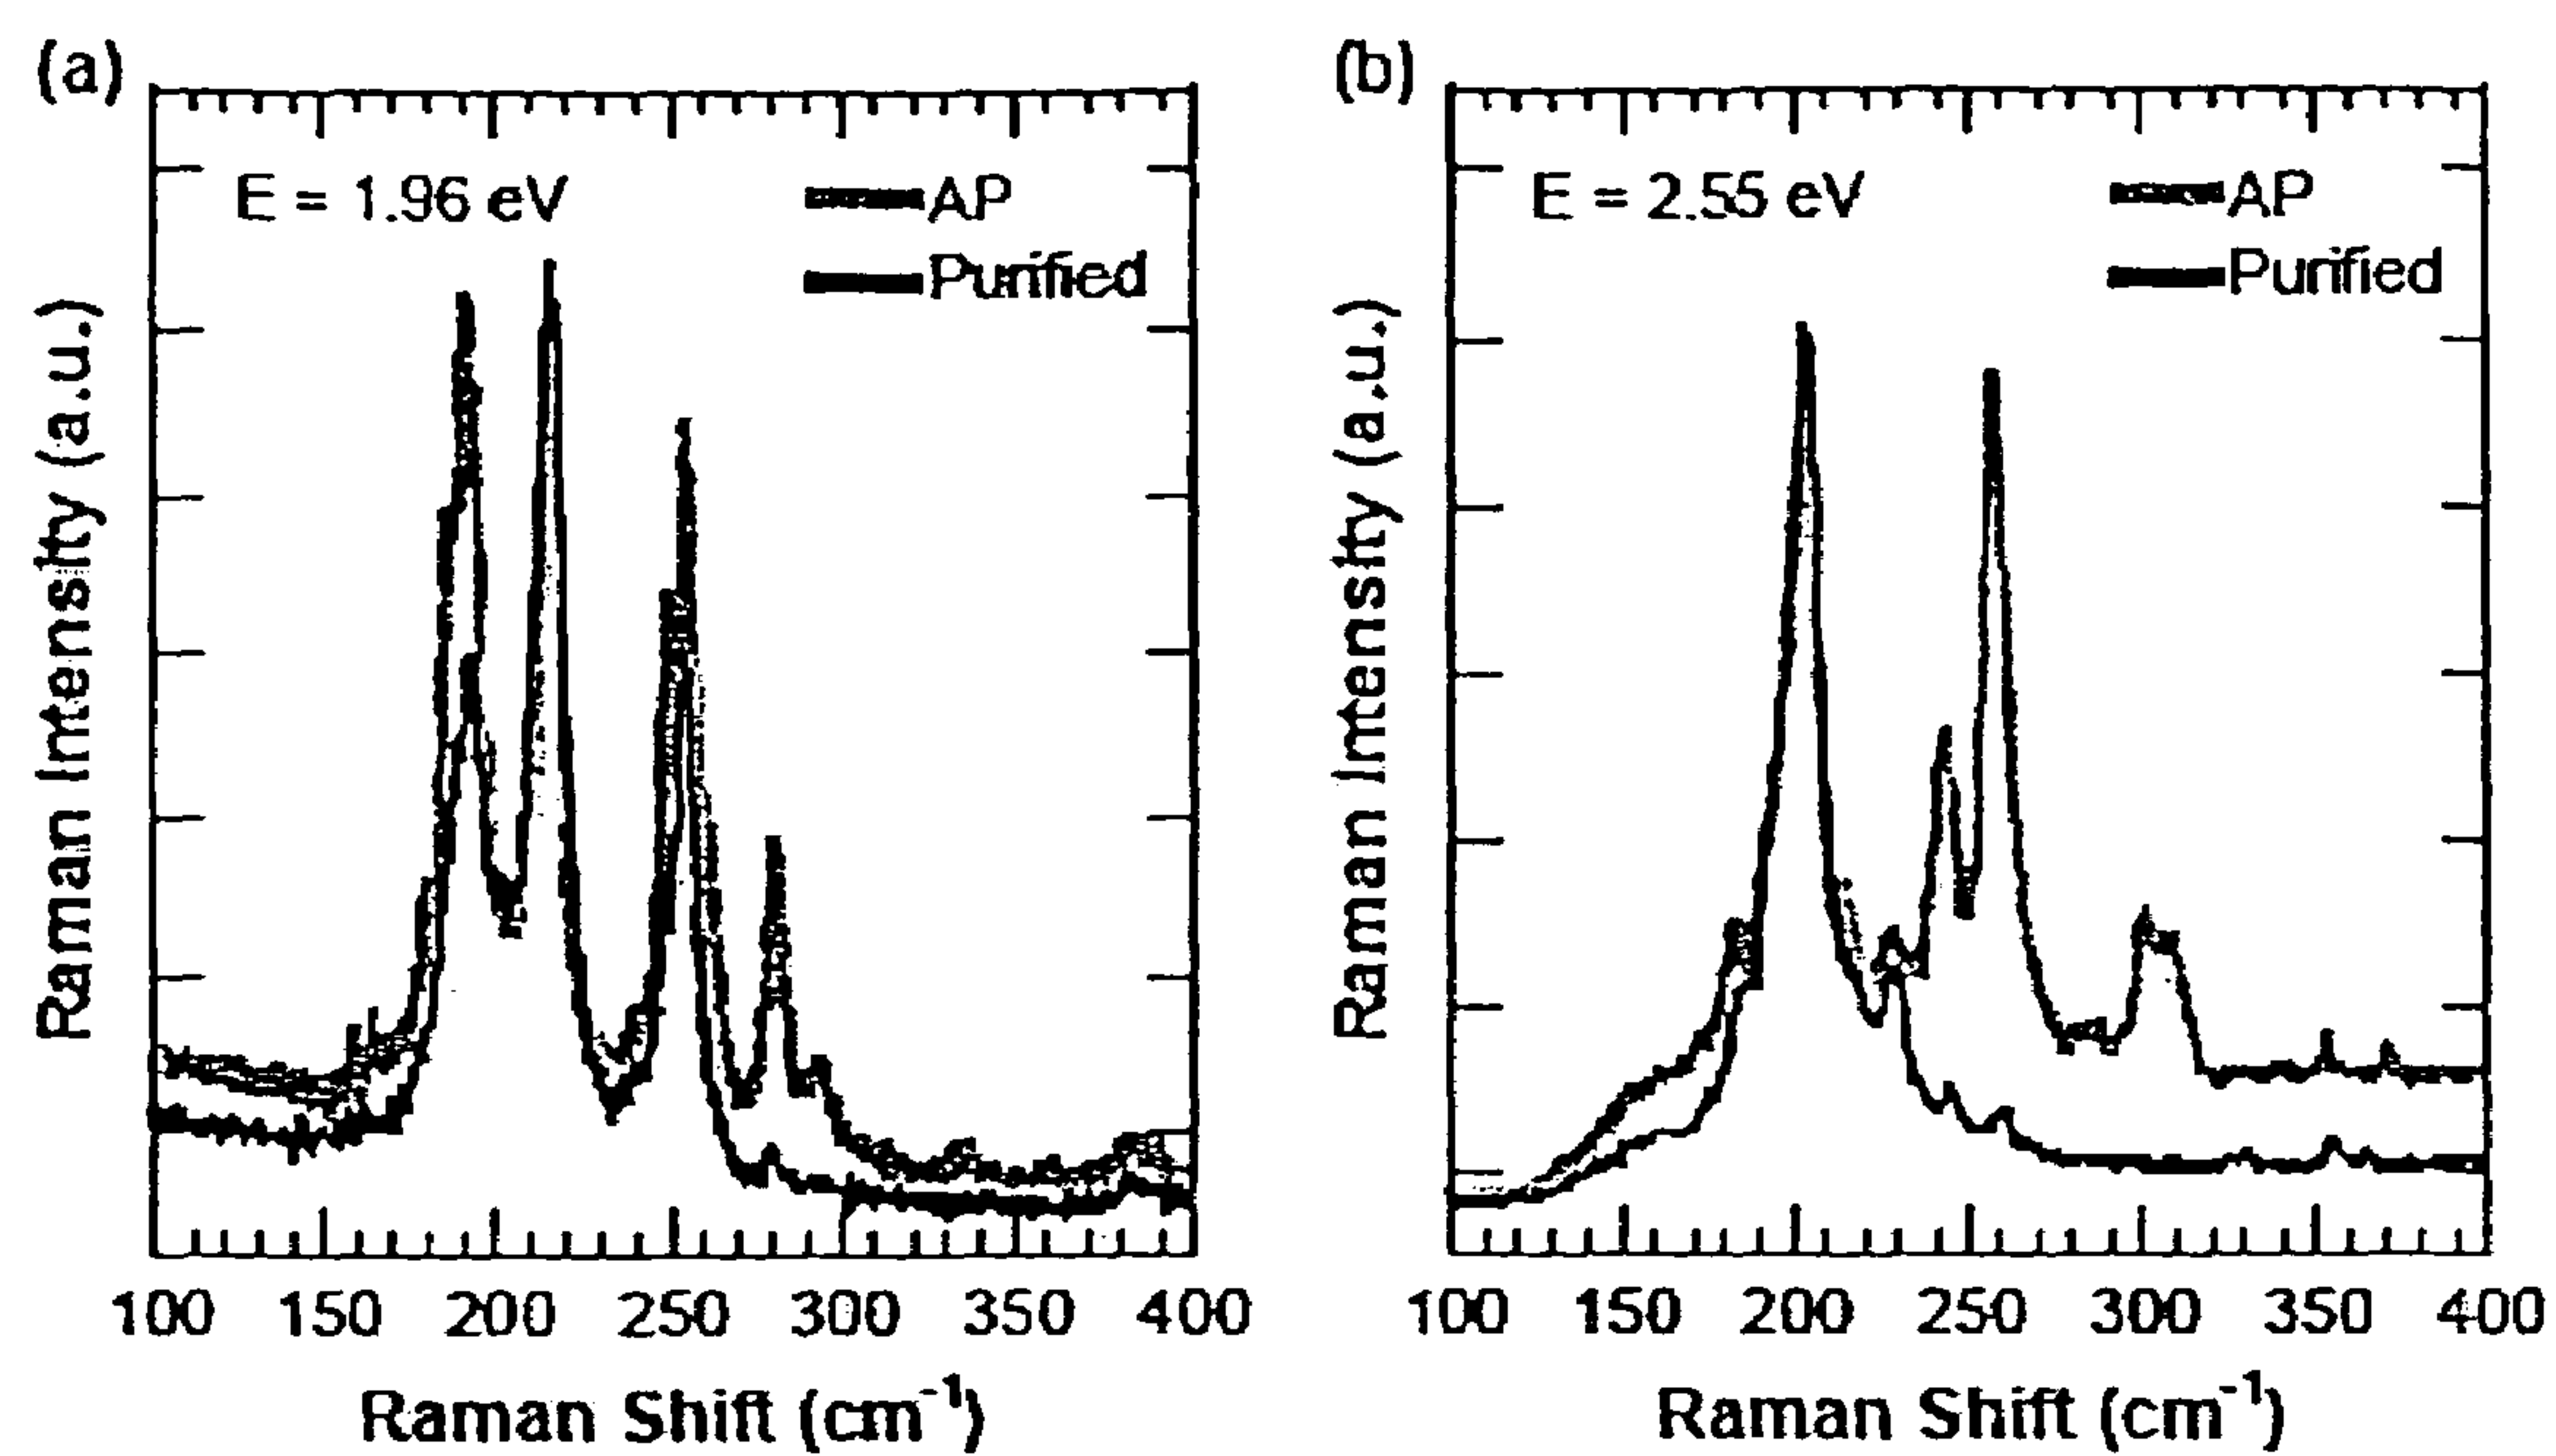 (a)
E = 1.96 eV
AP
Purified
Raman Intensity (a.u.)
100 150 200 250 300 350 400
Raman Shift (cm⁻¹)
(b)
E = 2.55 eV
AP
Purified
Raman Intensity (a.u.)
100 150 200 250 300 350 400
Raman Shift (cm⁻¹)